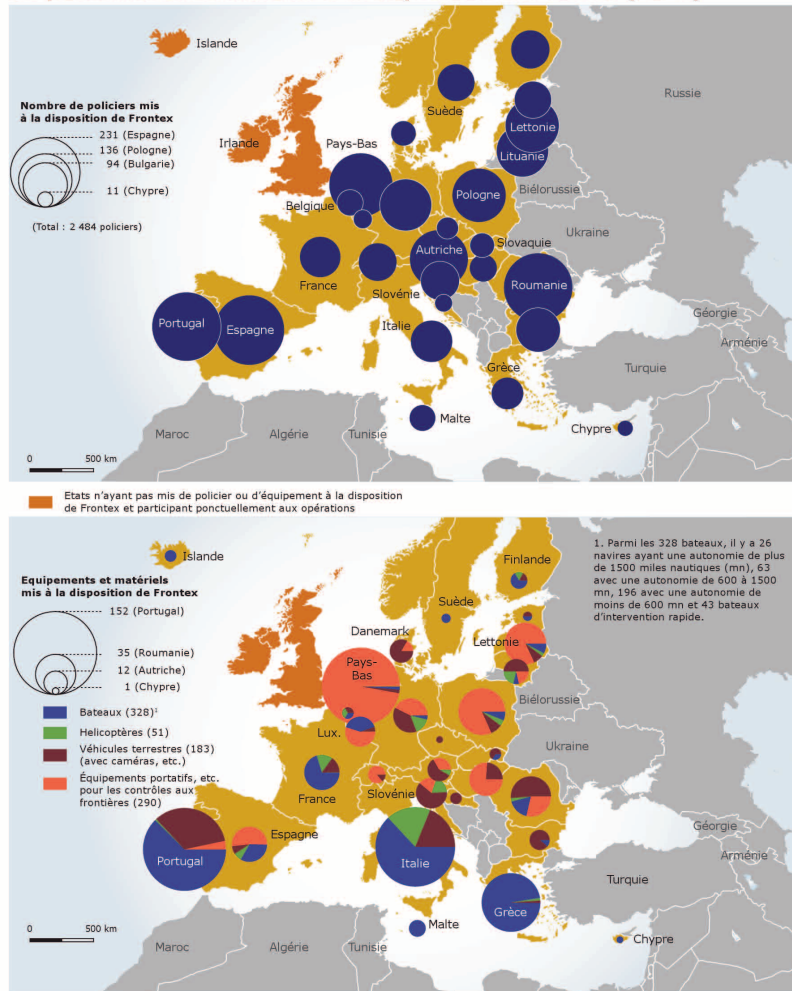 Islande
Russie
Nombre de policiers mis
à la disposition de Frontex
231 (Espagne)
136 (Pologne)
94 (Bulgarie)
11 (Chypre)
(Total : 2 484 policiers)
Suède
Irlande
Pays-Bas
Lettonie
Lituanie
Biélorussie
Belgique
Pologne
Ukraine
Slovaquie
Autriche
France
Slovénie
Roumanie
Italie
Portugal
Espagne
Géorgie
Arménie
Grèce
Turquie
Malte
Chypre
Maroc
Algérie
Tunisie
0 500 km
Etats n'ayant pas mis de policier ou d'équipement à la disposition
de Frontex et participant ponctuellement aux opérations
Islande
Equipements et matériels
mis à la disposition de Frontex
152 (Portugal)
35 (Roumanie)
12 (Autriche)
1 (Chypre)
Bateaux (328)¹
Helicoptères (51)
Véhicules terrestres (183)
(avec caméras, etc.)
Équipements portatifs, etc.
pour les contrôles aux
frontières (290)
1. Parmi les 328 bateaux, il y a 26
navires ayant une autonomie de plus
de 1500 miles nautiques (mn), 63
avec une autonomie de 600 à 1500
mn, 196 avec une autonomie de
moins de 600 mn et 43 bateaux
d'intervention rapide.
Finlande
Suède
Danemark
Lettonie
Pays-
Bas
Biélorussie
Lux.
Ukraine
France
Slovénie
Espagne
Portugal
Italie
Géorgie
Arménie
Turquie
Grèce
Malte
Chypre
Maroc
Algérie
Tunisie
0 500 km